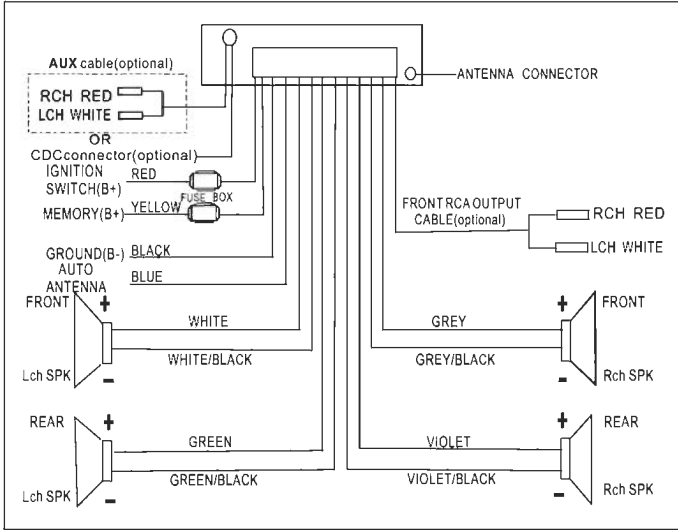 AUX cable(optional)
ANTENNA CONNECTOR
RCH RED
LCH WHITE
OR
CDCconnector(optional)
IGNITION
SWITCH(B+)
RED
FUSE BOX
MEMORY(B+)
YELLOW
FRONT RCA OUTPUT
CABLE(optional)
RCH RED
LCH WHITE
GROUND(B-)
BLACK
AUTO
ANTENNA
BLUE
FRONT
+
WHITE
WHITE/BLACK
-
Lch SPK
GREY
GREY/BLACK
+
FRONT
-
Rch SPK
REAR
+
GREEN
GREEN/BLACK
-
Lch SPK
VIOLET
VIOLET/BLACK
+
REAR
-
Rch SPK